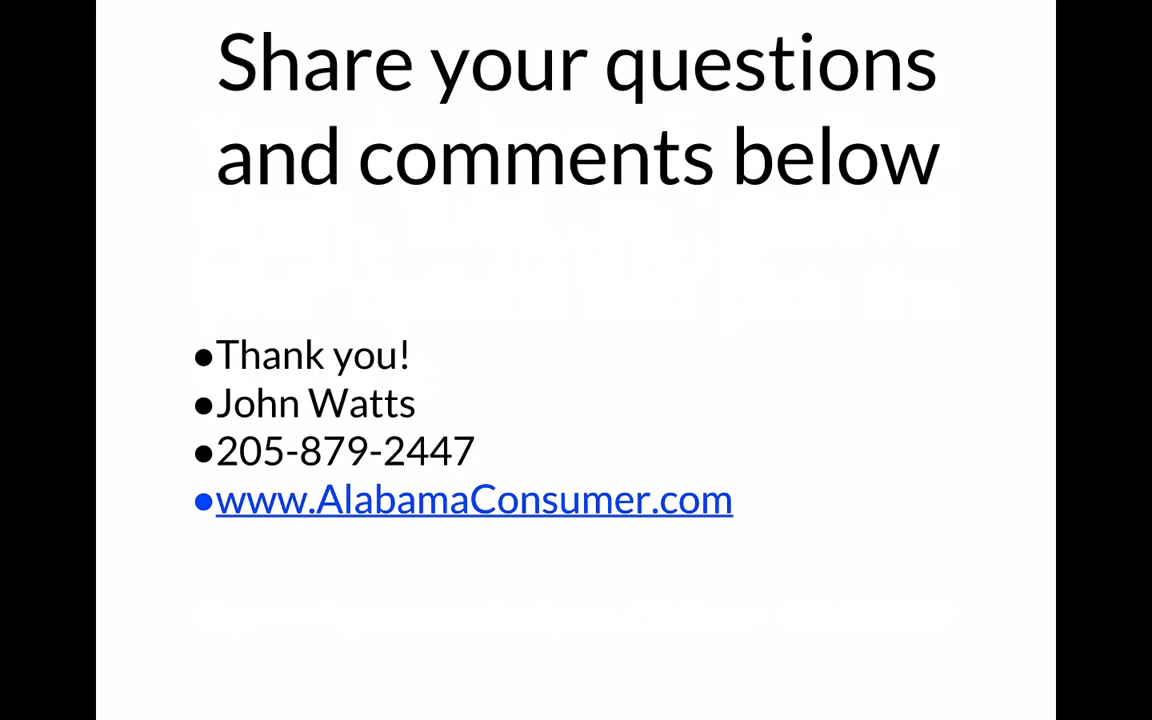 Share your questions
and comments below
●Thank you!
●John Watts
●205-879-2447
●www.AlabamaConsumer.com